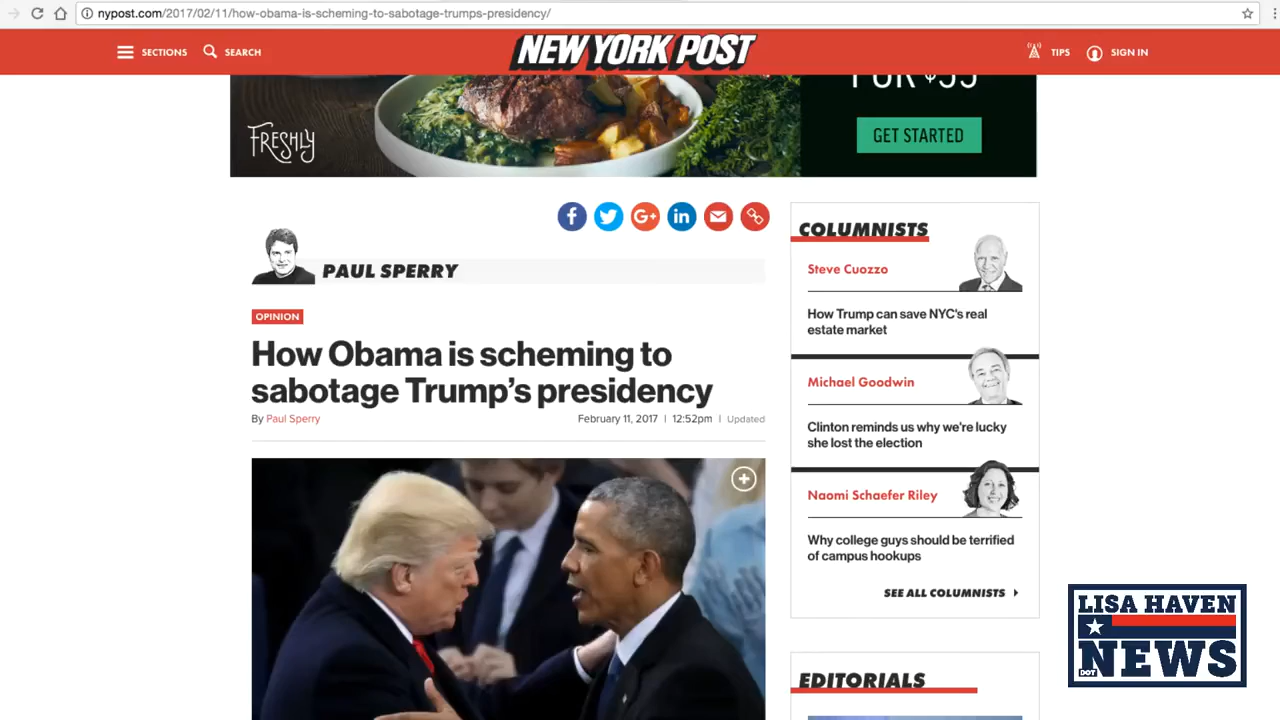 nypost.com/2017/02/11/how-obama-is-scheming-to-sabotage-trumps-presidency/
SECTIONS
SEARCH
NEW YORK POST
TIPS
SIGN IN
FRESHLY
FOR $55
GET STARTED
f
G+
in
PAUL SPERRY
OPINION
How Obama is scheming to
sabotage Trump's presidency
By Paul Sperry
February 11, 2017 | 12:52pm | Updated
COLUMNISTS
Steve Cuozzo
How Trump can save NYC's real
estate market
Michael Goodwin
Clinton reminds us why we're lucky
she lost the election
Naomi Schaefer Riley
Why college guys should be terrified
of campus hookups
SEE ALL COLUMNISTS
EDITORIALS
LISA HAVEN
DOT
NEWS